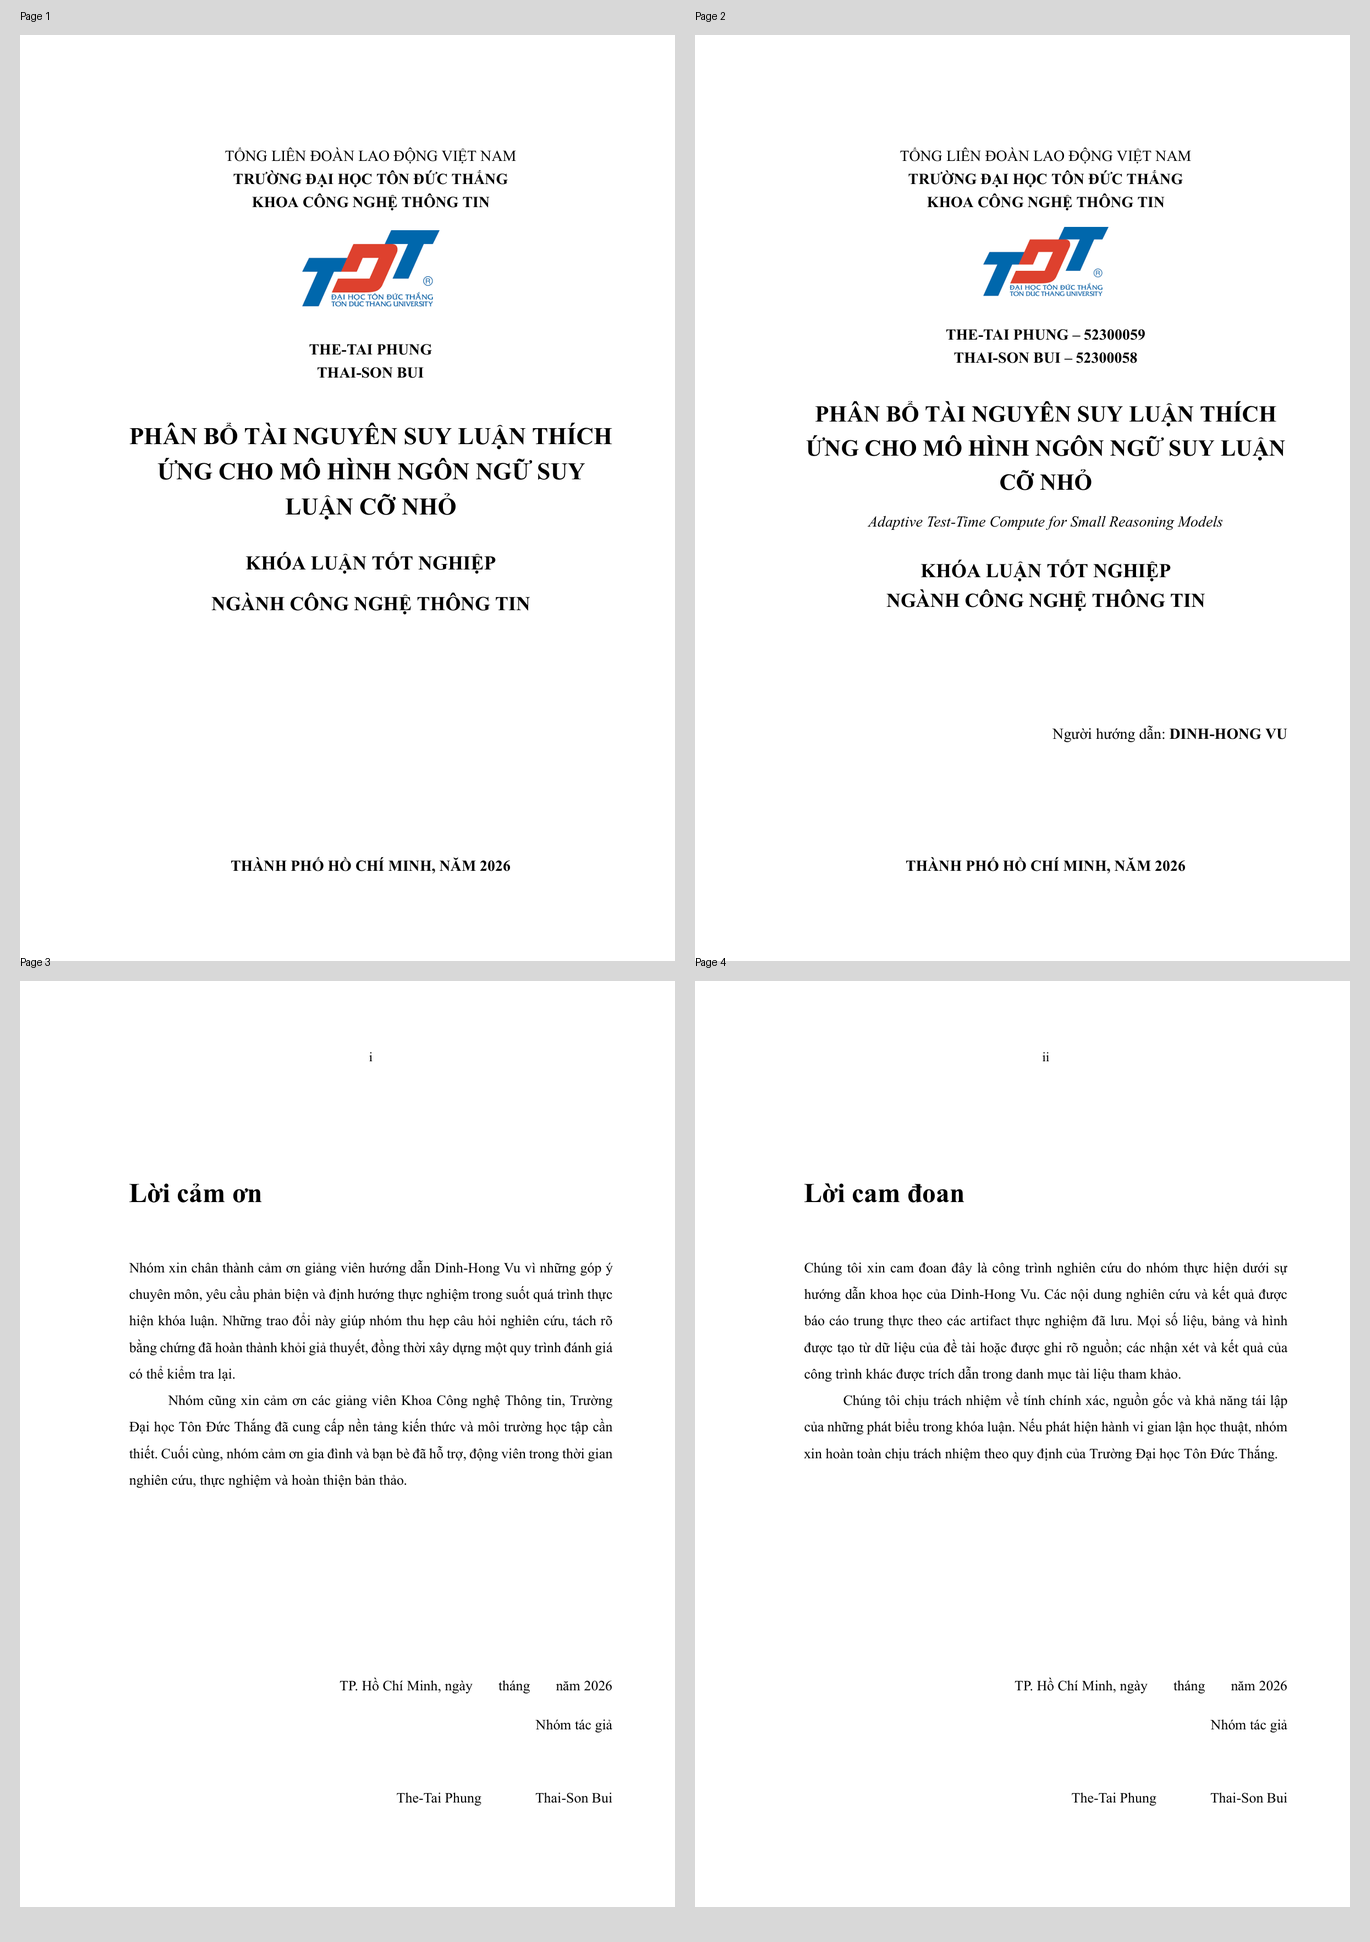 Page 1
TỔNG LIÊN ĐOÀN LAO ĐỘNG VIỆT NAM
TRƯỜNG ĐẠI HỌC TÔN ĐỨC THẮNG
KHOA CÔNG NGHỆ THÔNG TIN
TDT
®
ĐẠI HỌC TÔN ĐỨC THẮNG
TON DUC THANG UNIVERSITY
THE-TAI PHUNG
THAI-SON BUI
PHÂN BỔ TÀI NGUYÊN SUY LUẬN THÍCH
ỨNG CHO MÔ HÌNH NGÔN NGỮ SUY
LUẬN CỠ NHỎ
KHÓA LUẬN TỐT NGHIỆP
NGÀNH CÔNG NGHỆ THÔNG TIN
THÀNH PHỐ HỒ CHÍ MINH, NĂM 2026
Page 2
TỔNG LIÊN ĐOÀN LAO ĐỘNG VIỆT NAM
TRƯỜNG ĐẠI HỌC TÔN ĐỨC THẮNG
KHOA CÔNG NGHỆ THÔNG TIN
TDT
®
ĐẠI HỌC TÔN ĐỨC THẮNG
TON DUC THANG UNIVERSITY
THE-TAI PHUNG – 52300059
THAI-SON BUI – 52300058
PHÂN BỔ TÀI NGUYÊN SUY LUẬN THÍCH
ỨNG CHO MÔ HÌNH NGÔN NGỮ SUY LUẬN
CỠ NHỎ
Adaptive Test-Time Compute for Small Reasoning Models
KHÓA LUẬN TỐT NGHIỆP
NGÀNH CÔNG NGHỆ THÔNG TIN
Người hướng dẫn: DINH-HONG VU
THÀNH PHỐ HỒ CHÍ MINH, NĂM 2026
Page 3
i
Lời cảm ơn
Nhóm xin chân thành cảm ơn giảng viên hướng dẫn Dinh-Hong Vu vì những góp ý
chuyên môn, yêu cầu phản biện và định hướng thực nghiệm trong suốt quá trình thực
hiện khóa luận. Những trao đổi này giúp nhóm thu hẹp câu hỏi nghiên cứu, tách rõ
bằng chứng đã hoàn thành khỏi giả thuyết, đồng thời xây dựng một quy trình đánh giá
có thể kiểm tra lại.
Nhóm cũng xin cảm ơn các giảng viên Khoa Công nghệ Thông tin, Trường
Đại học Tôn Đức Thắng đã cung cấp nền tảng kiến thức và môi trường học tập cần
thiết. Cuối cùng, nhóm cảm ơn gia đình và bạn bè đã hỗ trợ, động viên trong thời gian
nghiên cứu, thực nghiệm và hoàn thiện bản thảo.
TP. Hồ Chí Minh, ngày tháng năm 2026
Nhóm tác giả
The-Tai Phung Thai-Son Bui
Page 4
ii
Lời cam đoan
Chúng tôi xin cam đoan đây là công trình nghiên cứu do nhóm thực hiện dưới sự
hướng dẫn khoa học của Dinh-Hong Vu. Các nội dung nghiên cứu và kết quả được
báo cáo trung thực theo các artifact thực nghiệm đã lưu. Mọi số liệu, bảng và hình
được tạo từ dữ liệu của đề tài hoặc được ghi rõ nguồn; các nhận xét và kết quả của
công trình khác được trích dẫn trong danh mục tài liệu tham khảo.
Chúng tôi chịu trách nhiệm về tính chính xác, nguồn gốc và khả năng tái lập
của những phát biểu trong khóa luận. Nếu phát hiện hành vi gian lận học thuật, nhóm
xin hoàn toàn chịu trách nhiệm theo quy định của Trường Đại học Tôn Đức Thắng.
TP. Hồ Chí Minh, ngày tháng năm 2026
Nhóm tác giả
The-Tai Phung Thai-Son Bui